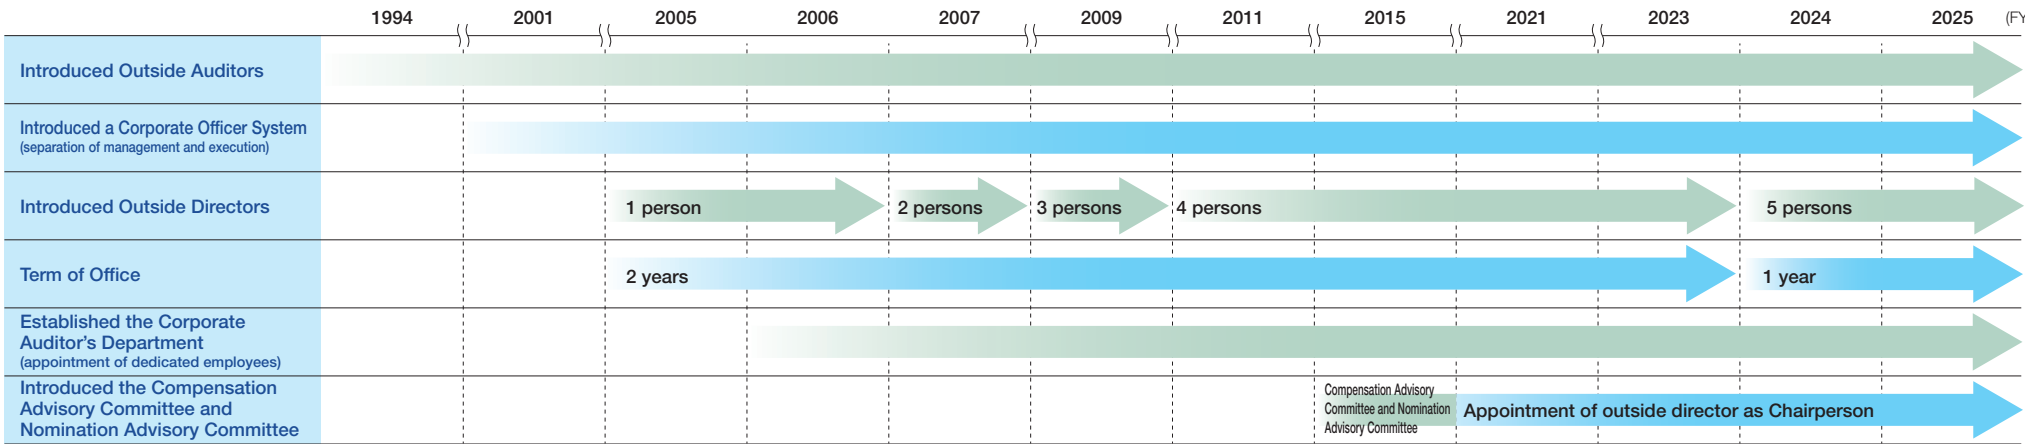 1994 2001 2005 2006 2007 2009 2011 2015 2021 2023 2024 2025 (FY
Introduced Outside Auditors
Introduced a Corporate Officer System
(separation of management and execution)
Introduced Outside Directors
1 person 2 persons 3 persons 4 persons 5 persons
Term of Office
2 years 1 year
Established the Corporate
Auditor’s Department
(appointment of dedicated employees)
Introduced the Compensation
Advisory Committee and
Nomination Advisory Committee
Compensation Advisory
Committee and Nomination
Advisory Committee
Appointment of outside director as Chairperson